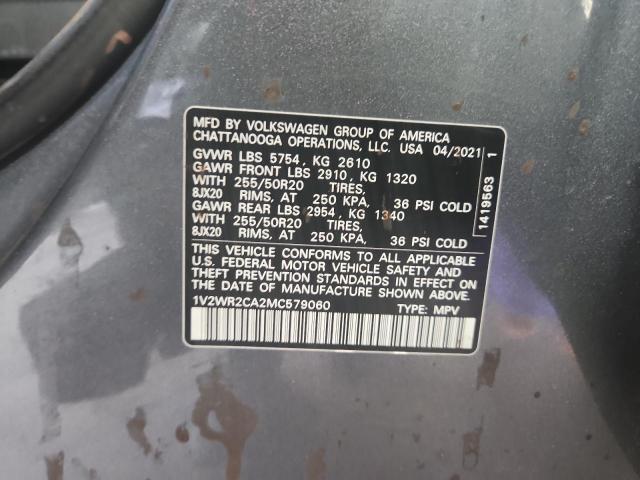 MFD BY VOLKSWAGEN GROUP OF AMERICA
CHATTANOOGA OPERATIONS, LLC. USA 04/2021
GVWR LBS 5754, KG 2610
GAWR FRONT LBS 2910, KG 1320
WITH 255/50R20 TIRES,
8JX20 RIMS, AT 250 KPA, 36 PSI COLD
GAWR REAR LBS 2954, KG 1340
WITH 255/50R20 TIRES,
8JX20 RIMS, AT 250 KPA, 36 PSI COLD
THIS VEHICLE CONFORMS TO ALL APPLICABLE
U.S. FEDERAL MOTOR VEHICLE SAFETY AND
THEFT PREVENTION STANDARDS IN EFFECT ON
THE DATE OF MANUFACTURE SHOWN ABOVE.
1V2WR2CA2MC579060 TYPE: MPV
1419563 1